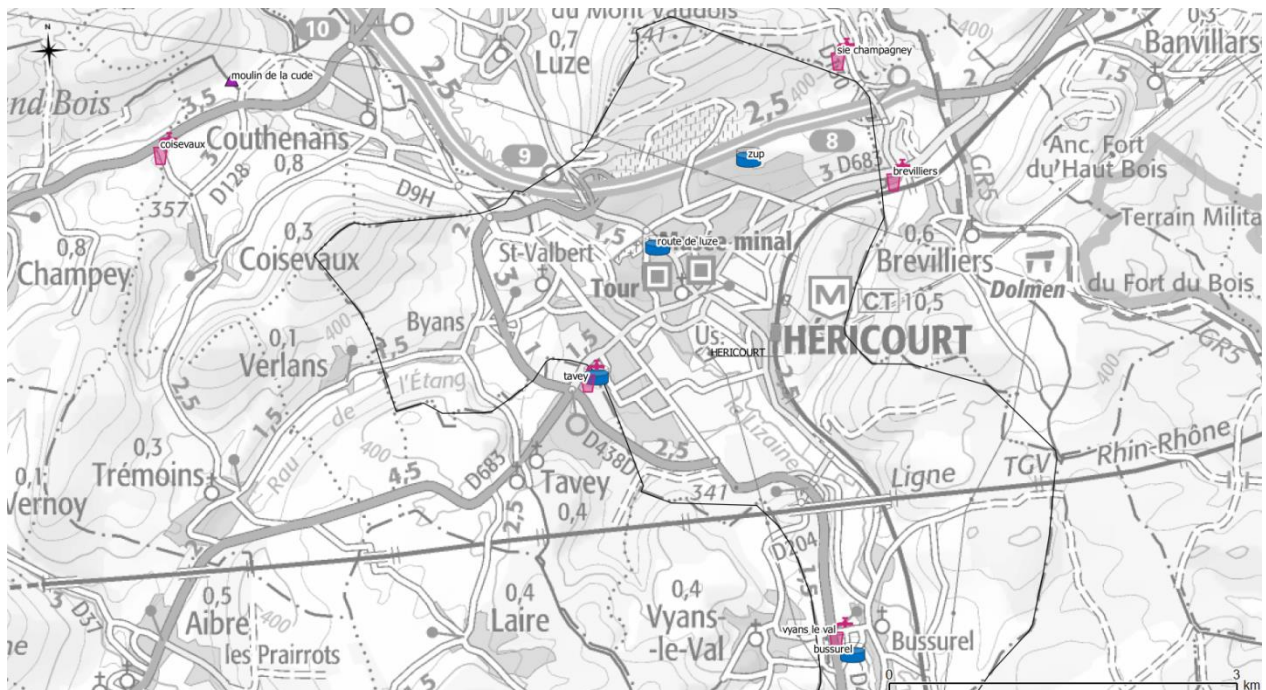 du Mont Vaudois
0,3
10
0,7
Luze
341
sie champagney
Banvillars
N
moulin de la cude
2,5
400
2
1,5
nd Bois
3,5
2,5
Couthenans
coisevaux
3
9
zup
8
Anc. Fort
du Haut Bois
0,8
D128
3
D683
brevilliers
GR5
D9H
357
Terrain Milita
0,8
0,3
2
1,5
route de luze
Musée minal
0,6
Champey
Coisevaux
St-Valbert
3
Tour
Brevilliers
Dolmen
du Fort du Bois
M
CT
10,5
0,1
400
Byans
Us.
HERICOURT
HÉRICOURT
GR5
Verlans
1,5
1
1,5
tavey
2,5
400
2,5
l'Étang
de
1,5
la Lizaine
0,3
400
Rau
D438D
2,5
Trémoins
4,5
D683
Ligne
TGV
Rhin-Rhône
0,1
Vernoy
Tavey
341
0,4
2,5
D204
1,5
D37
0,5
400
0,4
0,4
Aibre
Laire
Vyans-
-le-Val
vyans le val
Bussurel
les Prairrots
bussurel
0
3
km